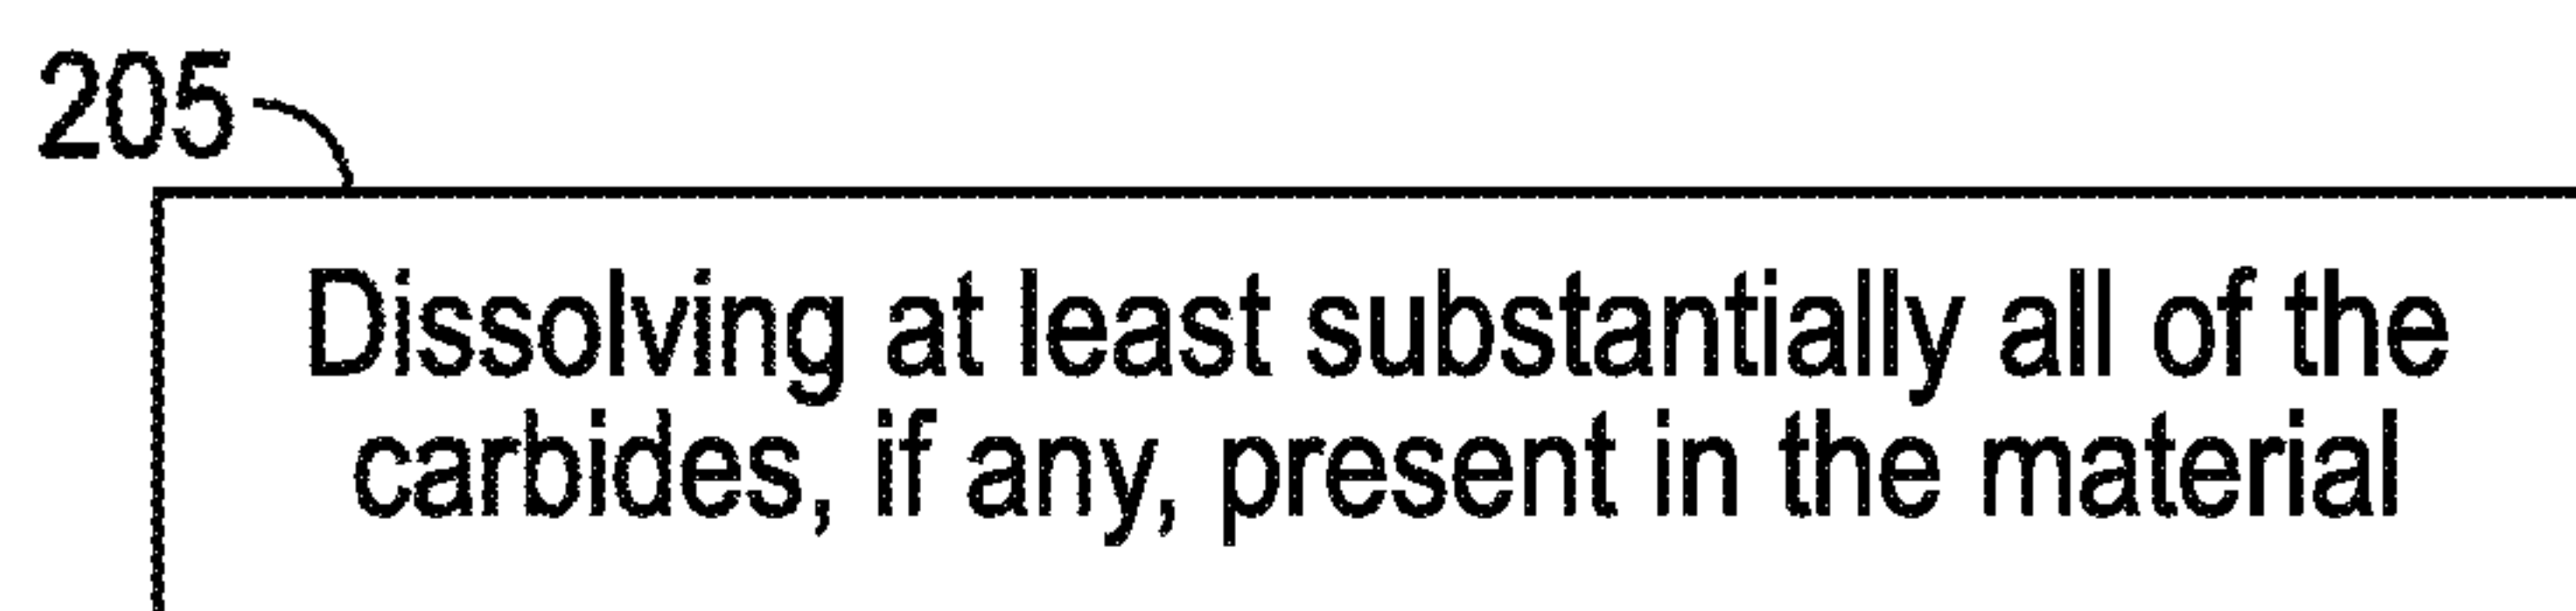 205
Dissolving at least substantially all of the
carbides, if any, present in the material